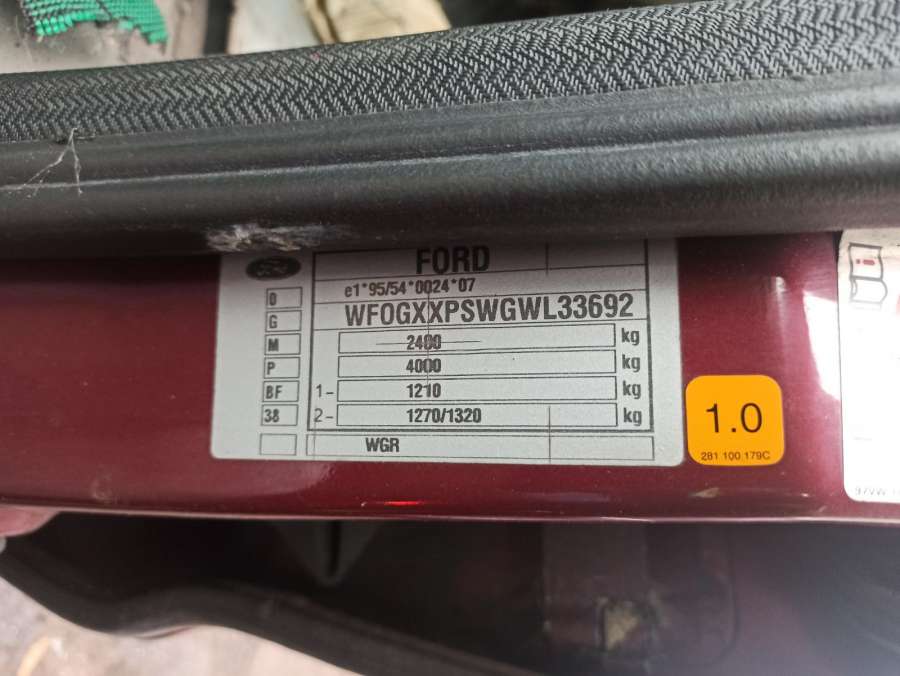 FORD
e1*95/54*0024*07
WF0GXXPSWGWL33692
D
G
M 2480 kg
P 4000 kg
BF 1- 1210 kg
38 2- 1270/1320 kg
WGR
1.0
281 100 179C